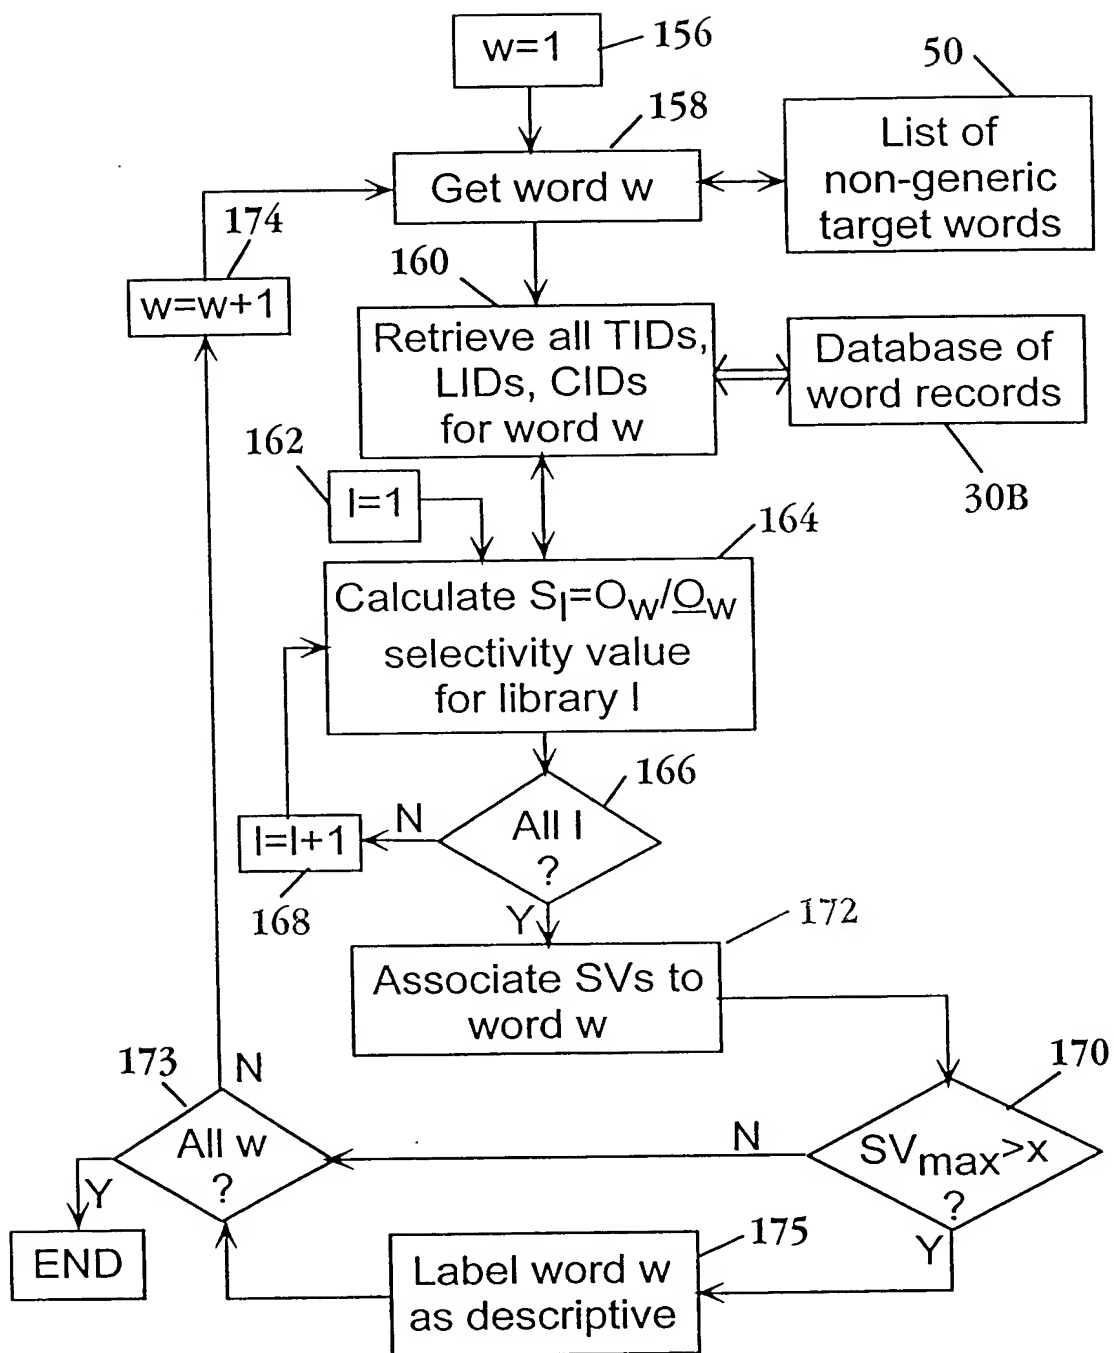 w=1
156
50
158
List of
non-generic
target words
Get word w
174
w=w+1
160
Retrieve all TIDs,
LIDs, CIDs
for word w
Database of
word records
30B
162
l=1
164
Calculate Sl=Ow/Ow
selectivity value
for library l
166
All l
?
N
l=l+1
168
Y
172
Associate SVs to
word w
173
N
170
All w
?
N
SVmax>x
?
Y
Y
END
175
Label word w
as descriptive